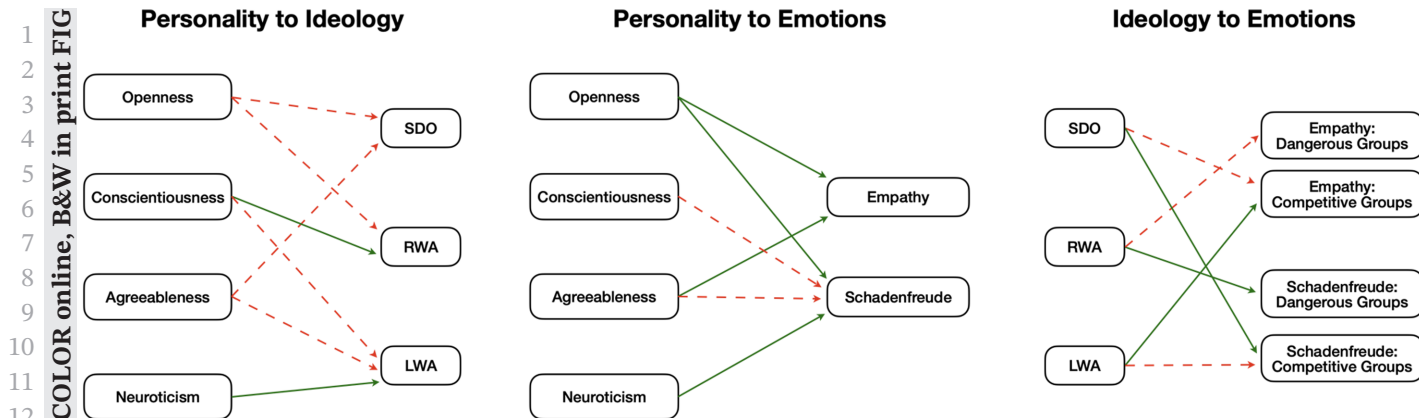 Personality to Ideology
Openness
Conscientiousness
Agreeableness
Neuroticism
SDO
RWA
LWA
Personality to Emotions
Openness
Conscientiousness
Agreeableness
Neuroticism
Empathy
Schadenfreude
Ideology to Emotions
SDO
RWA
LWA
Empathy:
Dangerous Groups
Empathy:
Competitive Groups
Schadenfreude:
Dangerous Groups
Schadenfreude:
Competitive Groups
COLOR online, B&W in print FIG
1
2
3
4
5
6
7
8
9
10
11
12